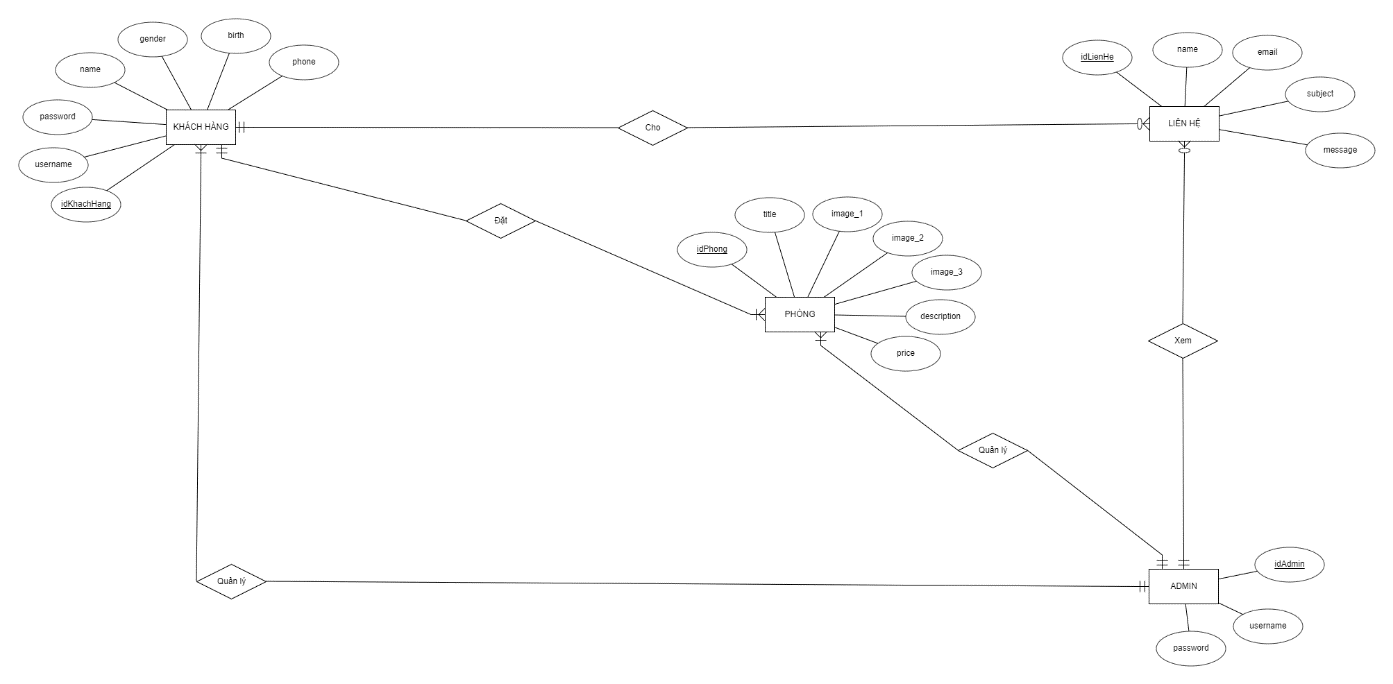 gender
birth
phone
name
password
username
idKhachHang
KHÁCH HÀNG
Cho
idLienHe
name
email
subject
message
LIÊN HỆ
Đặt
idPhong
title
image_1
image_2
image_3
description
price
PHÒNG
Xem
Quản lý
Quản lý
ADMIN
idAdmin
username
password